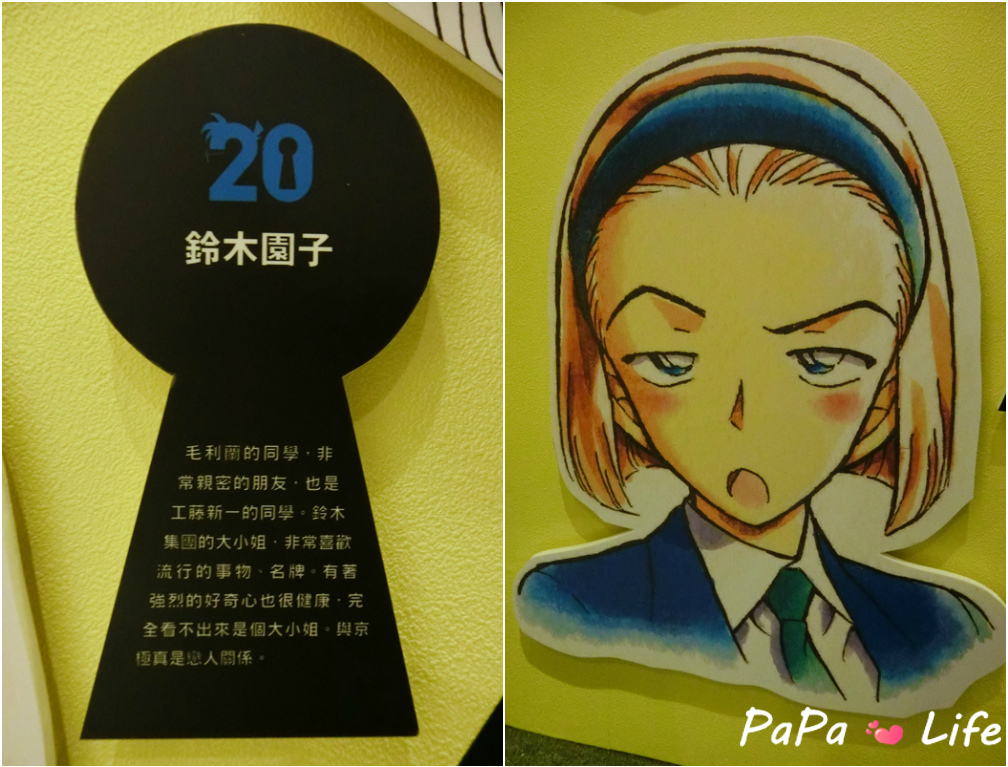 20
鈴木園子
毛利蘭的同學,非
常親密的朋友,也是
工藤新一的同學。鈴木
集團的大小姐,非常喜歡
流行的事物、名牌。有著
強烈的好奇心也很健康,完
全看不出來是個大小姐。與京
極真是戀人關係。
PaPa Life